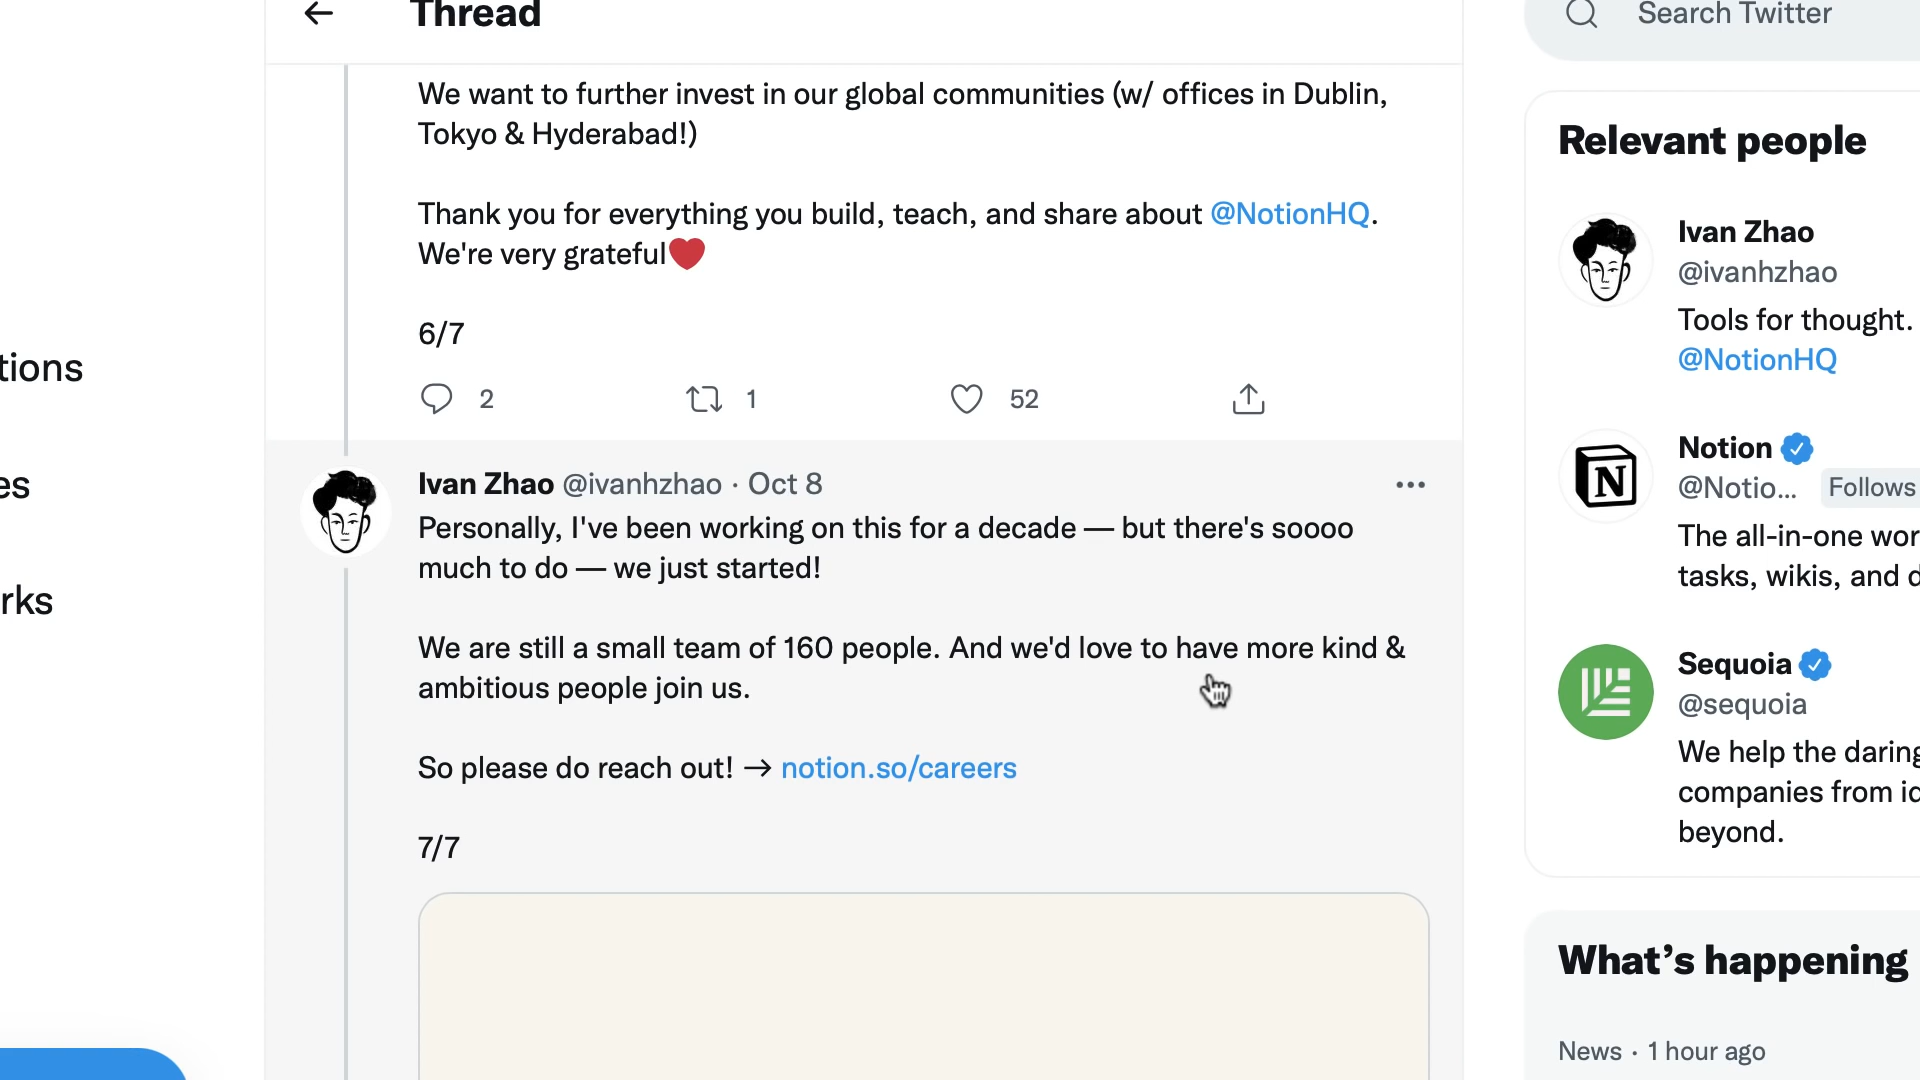 Thread
Search Twitter
We want to further invest in our global communities (w/ offices in Dublin,
Tokyo & Hyderabad!)
Thank you for everything you build, teach, and share about @NotionHQ.
We're very grateful❤️
6/7
2 1 52
Ivan Zhao @ivanhzhao · Oct 8
Personally, I've been working on this for a decade — but there's soooo
much to do — we just started!
We are still a small team of 160 people. And we'd love to have more kind &
ambitious people join us.
So please do reach out! → notion.so/careers
7/7
tions
es
rks
Relevant people
Ivan Zhao
@ivanhzhao
Tools for thought.
@NotionHQ
Notion
@Notio... Follows
N
The all-in-one wor
tasks, wikis, and d
Sequoia
@sequoia
We help the daring
companies from id
beyond.
What's happening
News · 1 hour ago